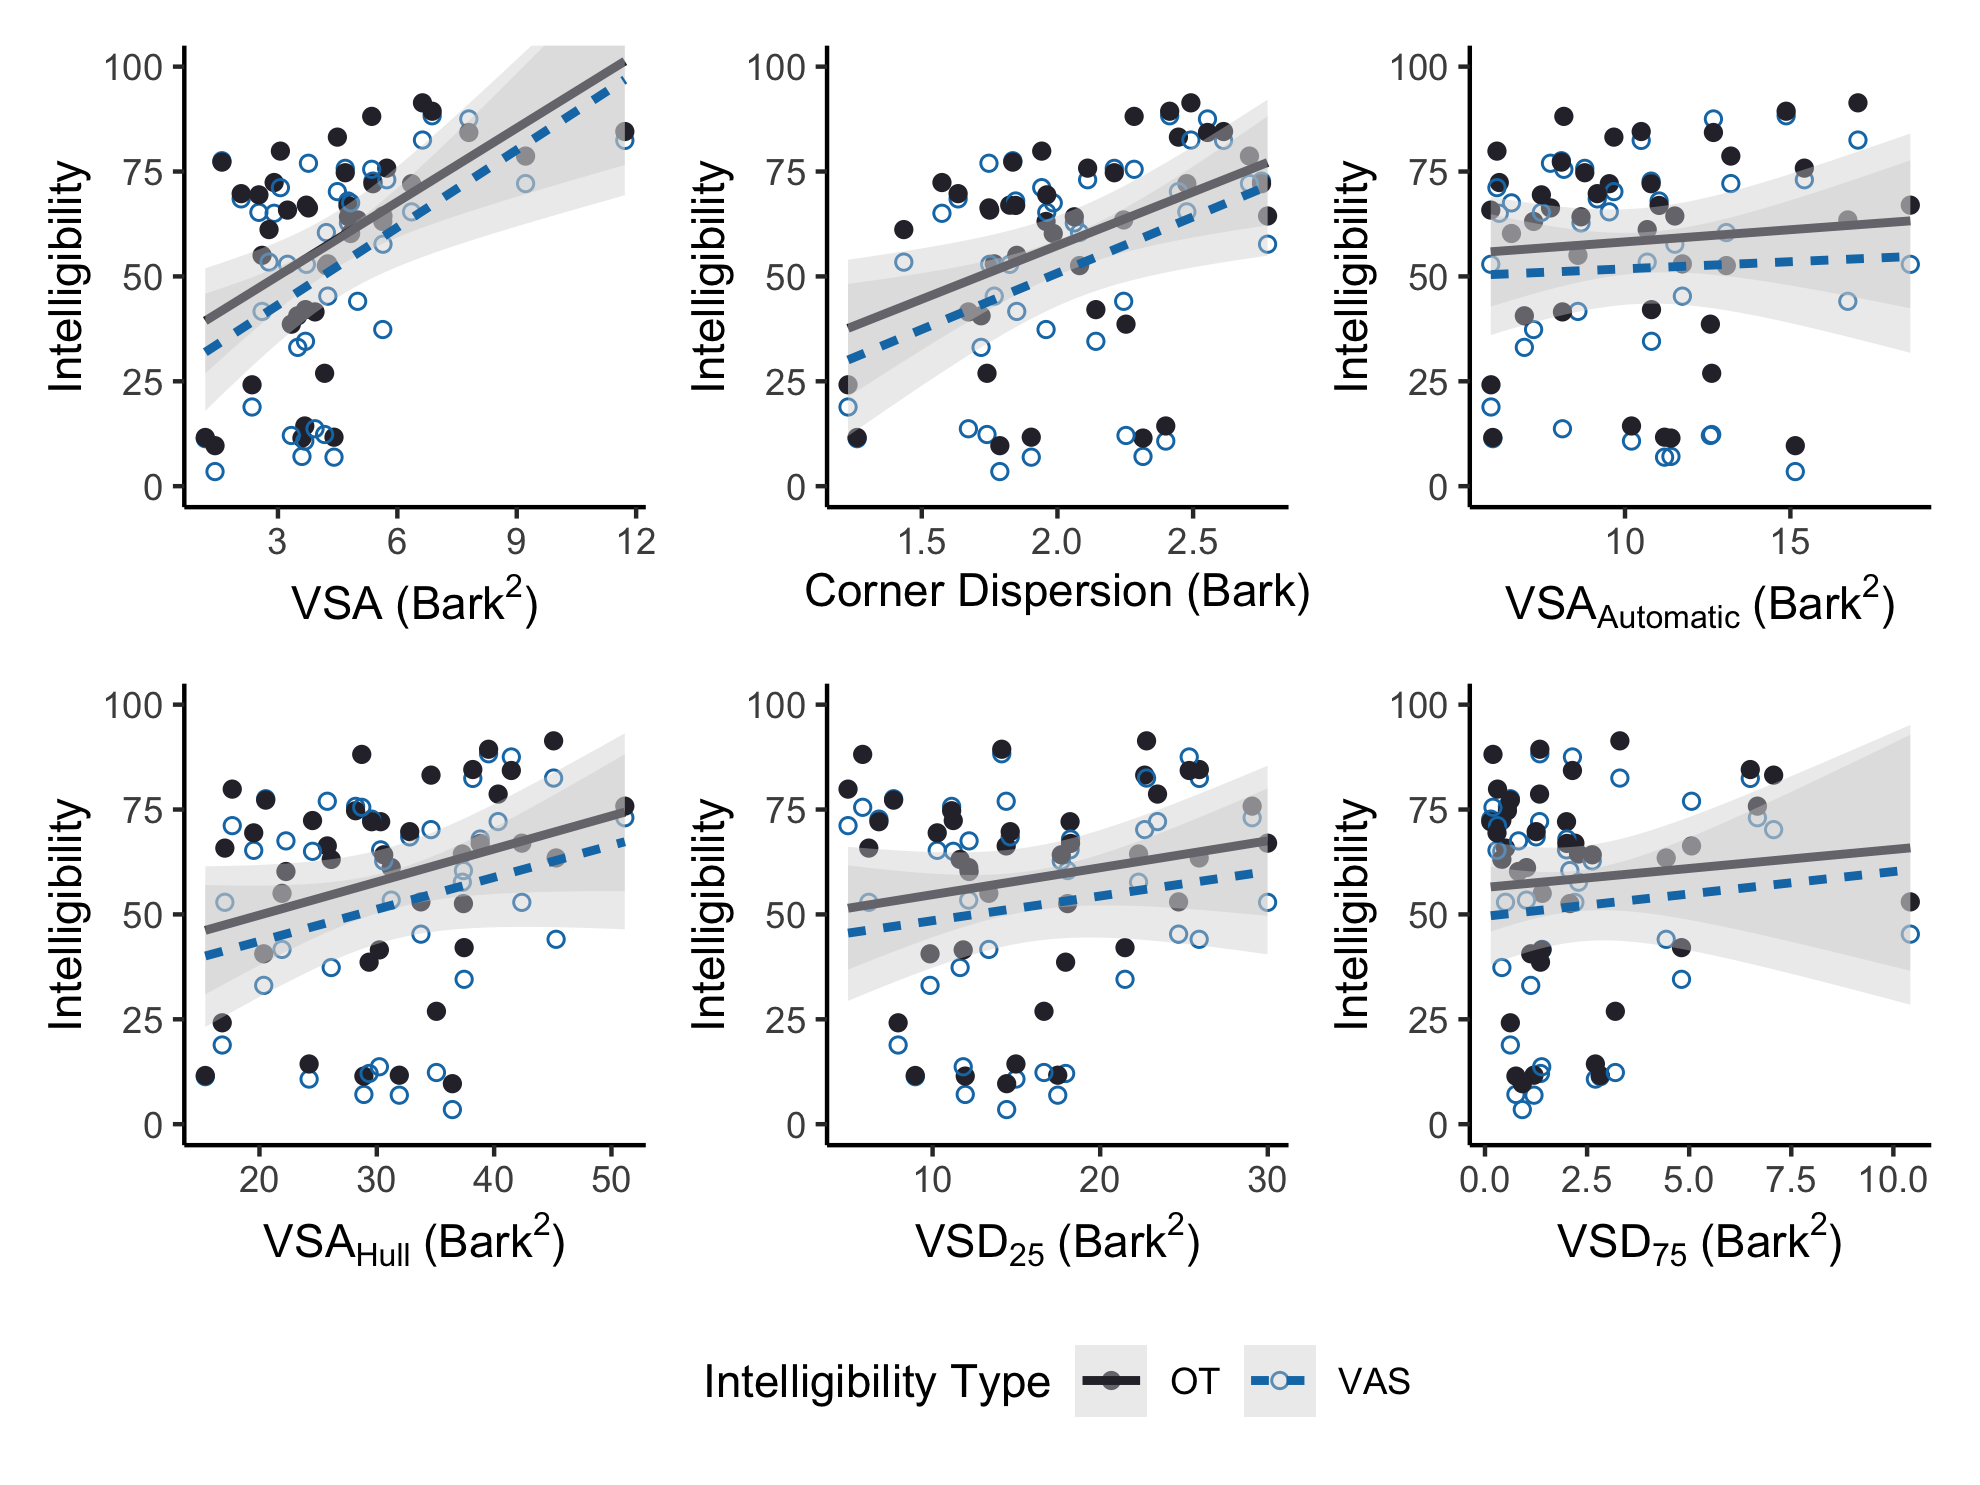 100
75
50
25
0
Intelligibility
3 6 9 12
VSA (Bark²)
100
75
50
25
0
Intelligibility
1.5 2.0 2.5
Corner Dispersion (Bark)
100
75
50
25
0
Intelligibility
10 15
VSA_Automatic (Bark²)
100
75
50
25
0
Intelligibility
20 30 40 50
VSA_Hull (Bark²)
100
75
50
25
0
Intelligibility
10 20 30
VSD₂₅ (Bark²)
100
75
50
25
0
Intelligibility
0.0 2.5 5.0 7.5 10.0
VSD₇₅ (Bark²)
Intelligibility Type OT VAS